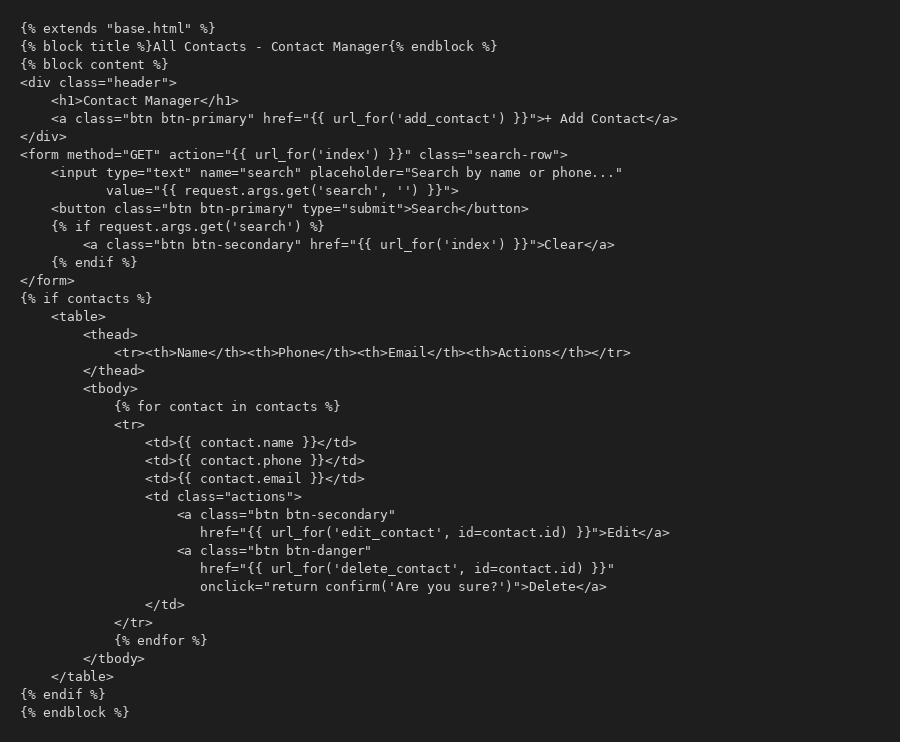 {% extends "base.html" %}
{% block title %}All Contacts - Contact Manager{% endblock %}
{% block content %}
<div class="header">
    <h1>Contact Manager</h1>
    <a class="btn btn-primary" href="{{ url_for('add_contact') }}">+ Add Contact</a>
</div>
<form method="GET" action="{{ url_for('index') }}" class="search-row">
    <input type="text" name="search" placeholder="Search by name or phone..."
           value="{{ request.args.get('search', '') }}">
    <button class="btn btn-primary" type="submit">Search</button>
    {% if request.args.get('search') %}
        <a class="btn btn-secondary" href="{{ url_for('index') }}">Clear</a>
    {% endif %}
</form>
{% if contacts %}
    <table>
        <thead>
            <tr><th>Name</th><th>Phone</th><th>Email</th><th>Actions</th></tr>
        </thead>
        <tbody>
            {% for contact in contacts %}
            <tr>
                <td>{{ contact.name }}</td>
                <td>{{ contact.phone }}</td>
                <td>{{ contact.email }}</td>
                <td class="actions">
                    <a class="btn btn-secondary"
                       href="{{ url_for('edit_contact', id=contact.id) }}">Edit</a>
                    <a class="btn btn-danger"
                       href="{{ url_for('delete_contact', id=contact.id) }}"
                       onclick="return confirm('Are you sure?')">Delete</a>
                </td>
            </tr>
            {% endfor %}
        </tbody>
    </table>
{% endif %}
{% endblock %}